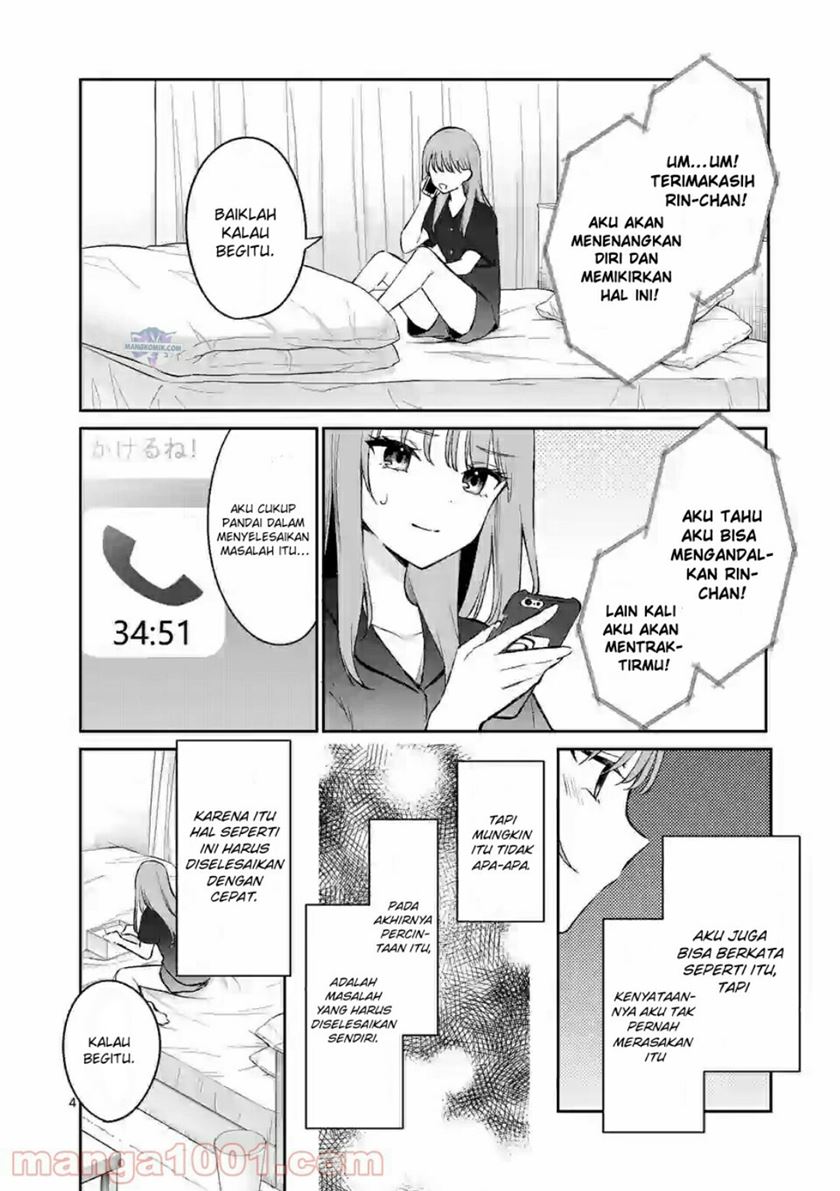 UM...UM!
TERIMAKASIH
RIN-CHAN!
AKU AKAN
MENENANGKAN
DIRI DAN
MEMIKIRKAN
HAL INI!
BAIKLAH
KALAU
BEGITU.
MANGKOMIK.COM
AKU TAHU
AKU BISA
MENGANDAL-
KAN RIN-
CHAN!
LAIN KALI
AKU AKAN
MENTRAK-
TIRMU!
AKU CUKUP
PANDAI DALAM
MENYELESAIKAN
MASALAH ITU...
かけるね!
34:51
AKU JUGA
BISA BERKATA
SEPERTI ITU,
TAPI
KENYATAAN-
NYA AKU TAK
PERNAH
MERASAKAN
ITU
TAPI
MUNGKIN
ITU TIDAK
APA-APA.
PADA
AKHIRNYA
PERCIN-
TAAN ITU,
ADALAH
MASALAH
YANG HARUS
DISELESAIKAN
SENDIRI.
KARENA ITU
HAL SEPERTI
INI HARUS
DISELESAIKAN
DENGAN
CEPAT.
KALAU
BEGITU.
4
manga1001.com